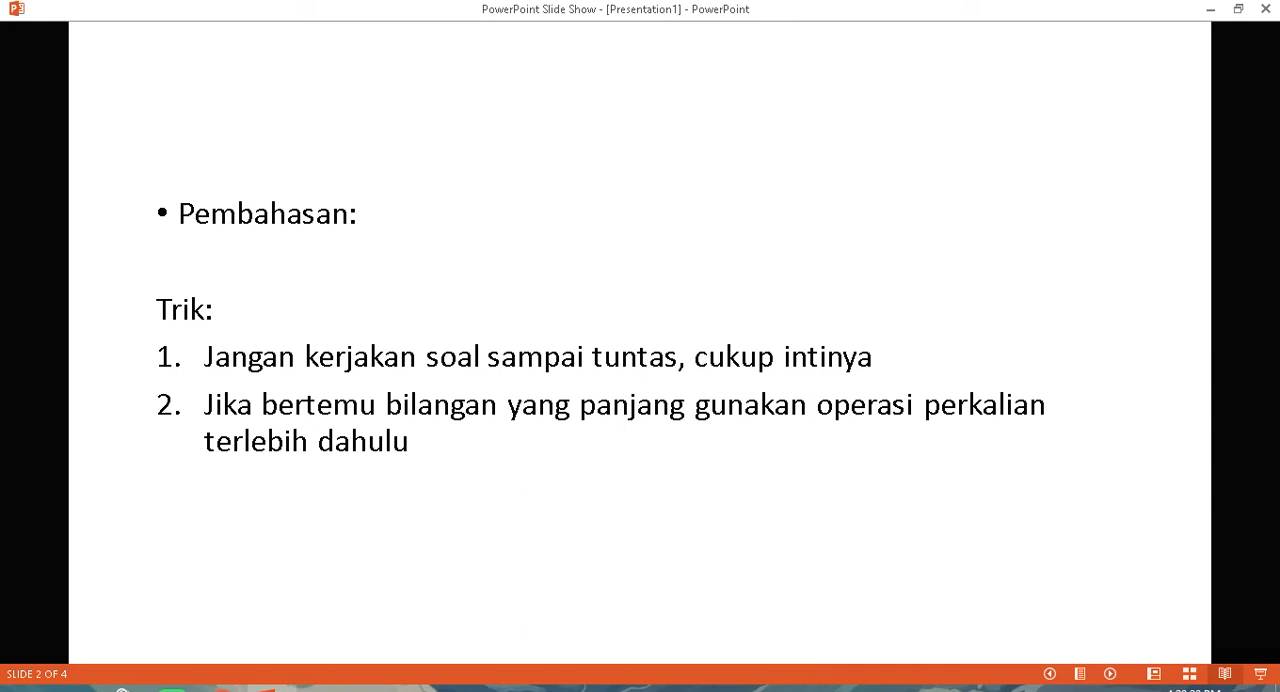 PowerPoint Slide Show - [Presentation1] - PowerPoint
• Pembahasan:
Trik:
1. Jangan kerjakan soal sampai tuntas, cukup intinya
2. Jika bertemu bilangan yang panjang gunakan operasi perkalian
terlebih dahulu
SLIDE 2 OF 4